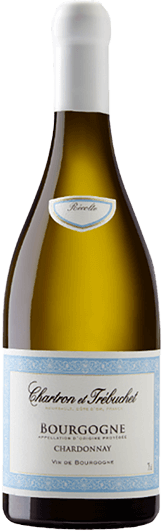 Récolte
Chartron et Trébuchet
BOURGOGNE
APPELLATION D'ORIGINE PROTÉGÉE
CHARDONNAY
VIN DE BOURGOGNE